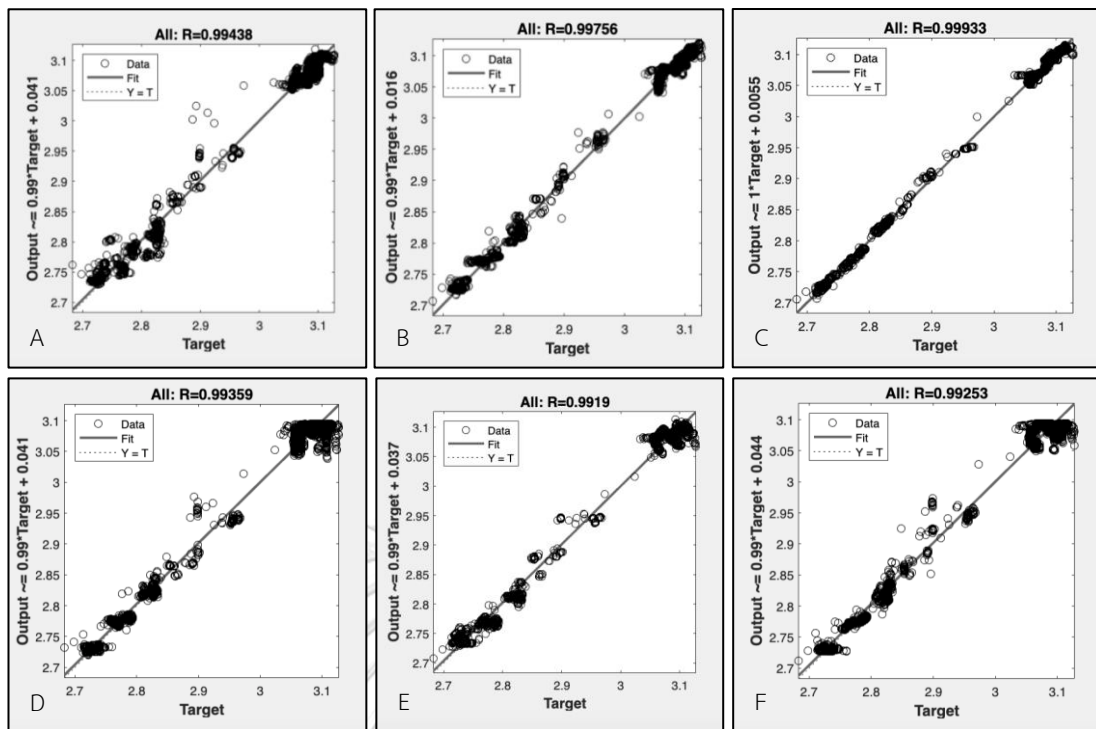 All: R=0.99438
Data
Fit
Y = T
Output ~= 0.99*Target + 0.041
3.1
3.05
3
2.95
2.9
2.85
2.8
2.75
2.7
2.7 2.8 2.9 3 3.1
Target
A
All: R=0.99756
Data
Fit
Y = T
Output ~= 0.99*Target + 0.016
3.1
3.05
3
2.95
2.9
2.85
2.8
2.75
2.7
2.7 2.8 2.9 3 3.1
Target
B
All: R=0.99933
Data
Fit
Y = T
Output ~= 1*Target + 0.0055
3.1
3.05
3
2.95
2.9
2.85
2.8
2.75
2.7
2.7 2.8 2.9 3 3.1
Target
C
All: R=0.99359
Data
Fit
Y = T
Output ~= 0.99*Target + 0.041
3.1
3.05
3
2.95
2.9
2.85
2.8
2.75
2.7
2.7 2.8 2.9 3 3.1
Target
D
All: R=0.9919
Data
Fit
Y = T
Output ~= 0.99*Target + 0.037
3.1
3.05
3
2.95
2.9
2.85
2.8
2.75
2.7
2.7 2.8 2.9 3 3.1
Target
E
All: R=0.99253
Data
Fit
Y = T
Output ~= 0.99*Target + 0.044
3.1
3.05
3
2.95
2.9
2.85
2.8
2.75
2.7
2.7 2.8 2.9 3 3.1
Target
F